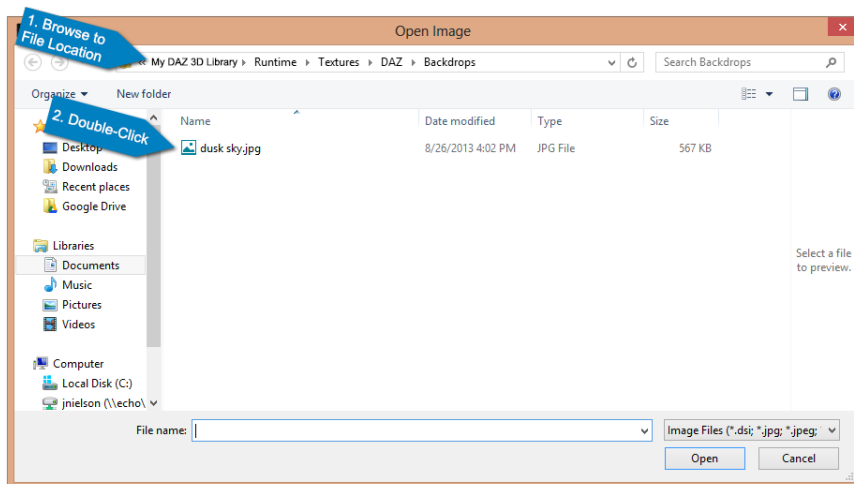 1. Browse to
File Location
Open Image
« My DAZ 3D Library Runtime Textures DAZ Backdrops
Search Backdrops
Organize New folder
2. Double-Click
Name Date modified Type Size
dusk sky.jpg 8/26/2013 4:02 PM JPG File 567 KB
Desktop
Downloads
Recent places
Google Drive
Libraries
Documents
Music
Pictures
Videos
Select a file
to preview.
Computer
Local Disk (C:)
jnielson (\\echo\
File name:
Image Files (*.dsi; *.jpg; *.jpeg;
Open Cancel